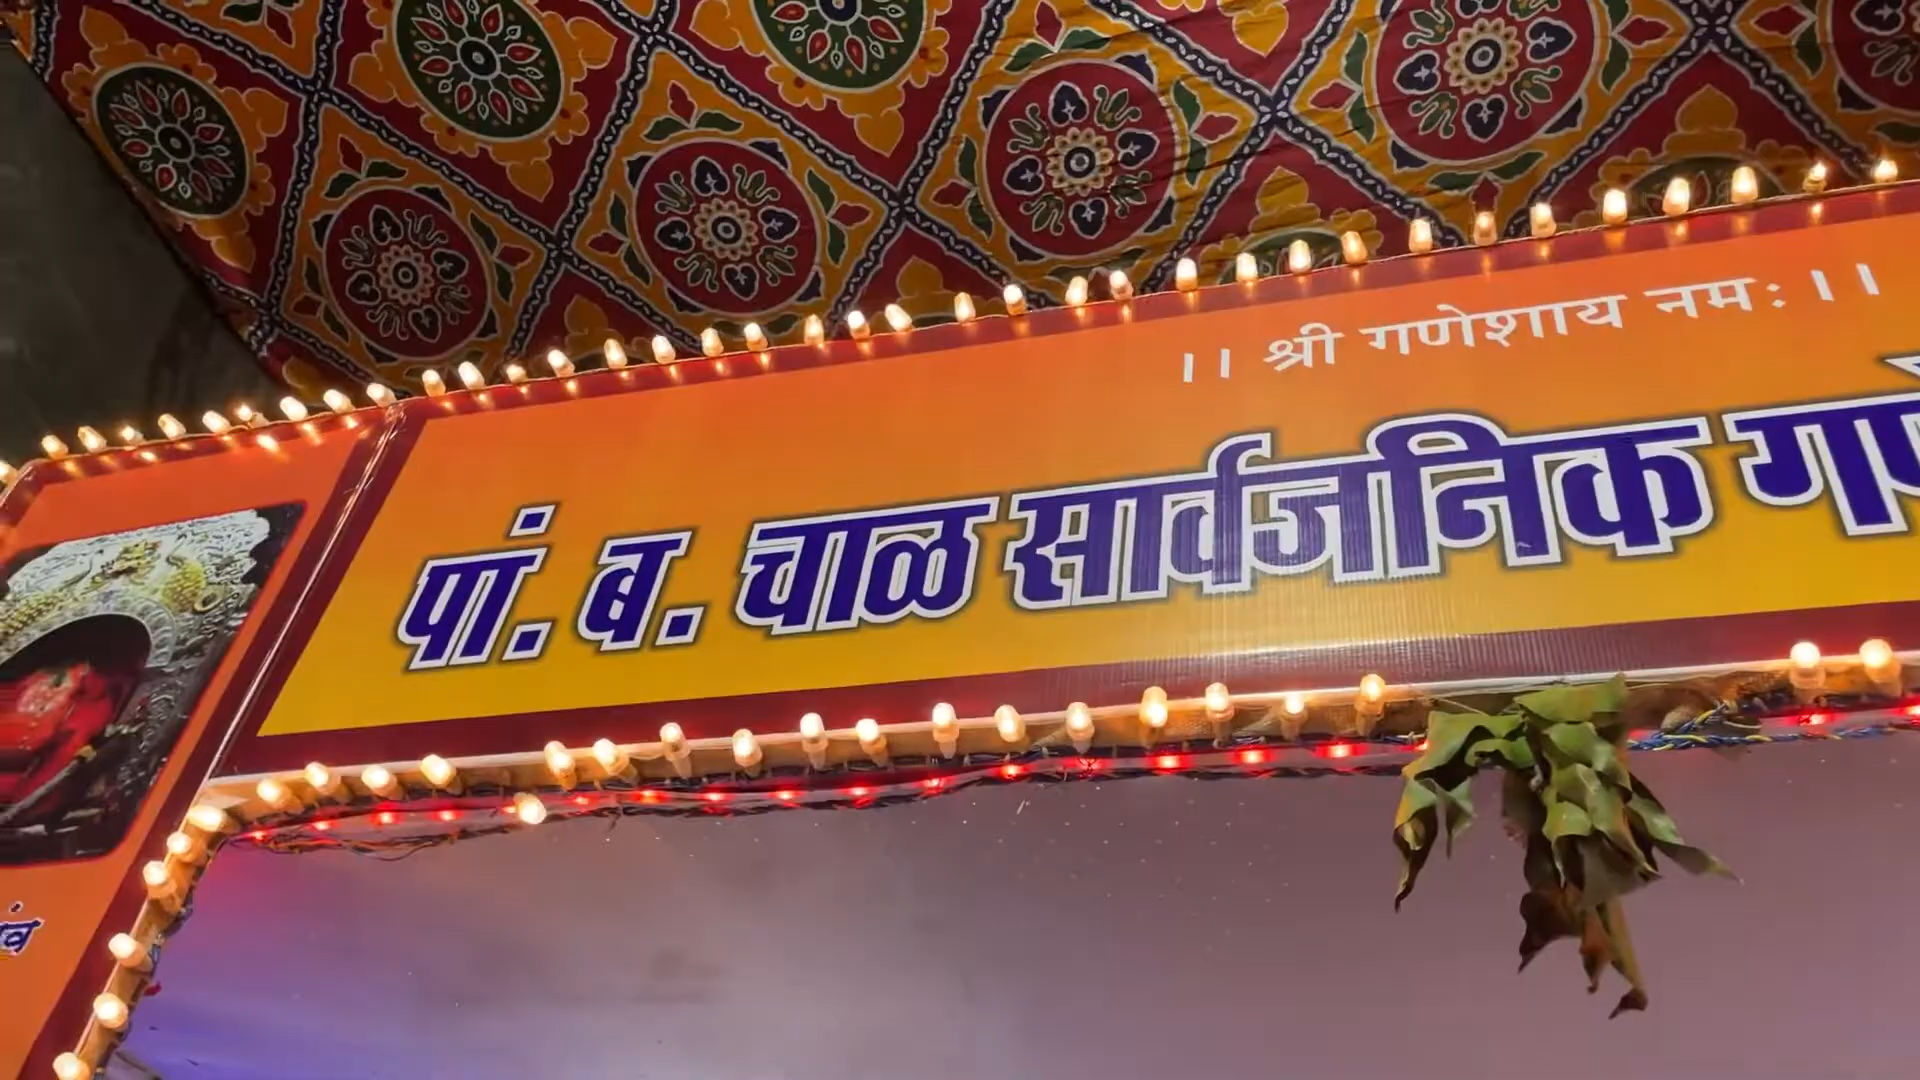 ।। श्री गणेशाय नमः ।।
पां. ब. चाळ सार्वजनिक